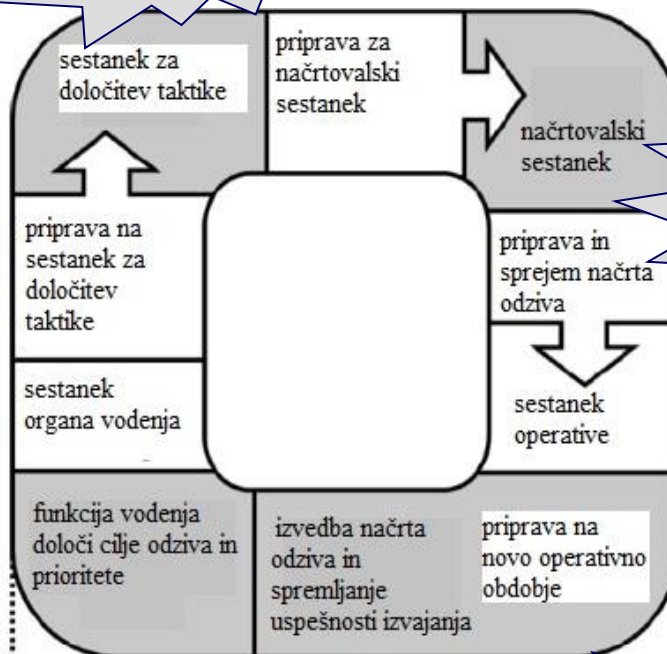 sestanek za
določitev taktike
priprava za
načrtovalski
sestanek
načrtovalski
sestanek
priprava na
sestanek za
določitev
taktike
priprava in
sprejem načrta
odziva
sestanek
organa vodenja
sestanek
operative
funkcija vodenja
določi cilje odziva in
prioritete
izvedba načrta
odziva in
spremljanje
uspešnosti izvajanja
priprava na
novo operativno
obdobje